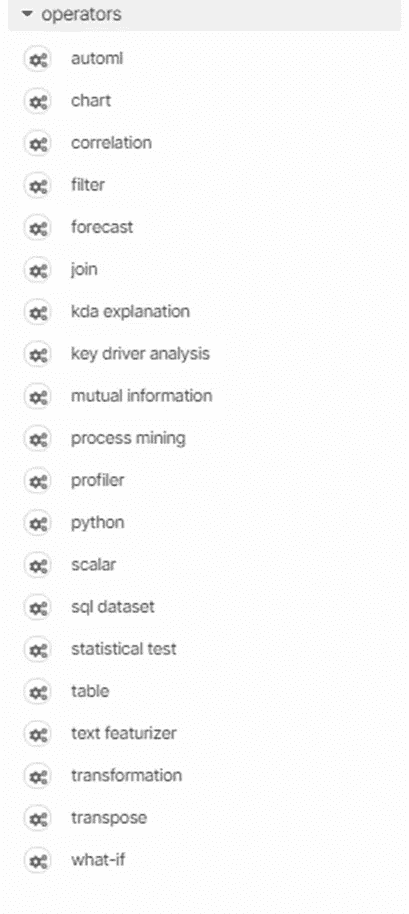 operators
automl
chart
correlation
filter
forecast
join
kda explanation
key driver analysis
mutual information
process mining
profiler
python
scalar
sql dataset
statistical test
table
text featurizer
transformation
transpose
what-if